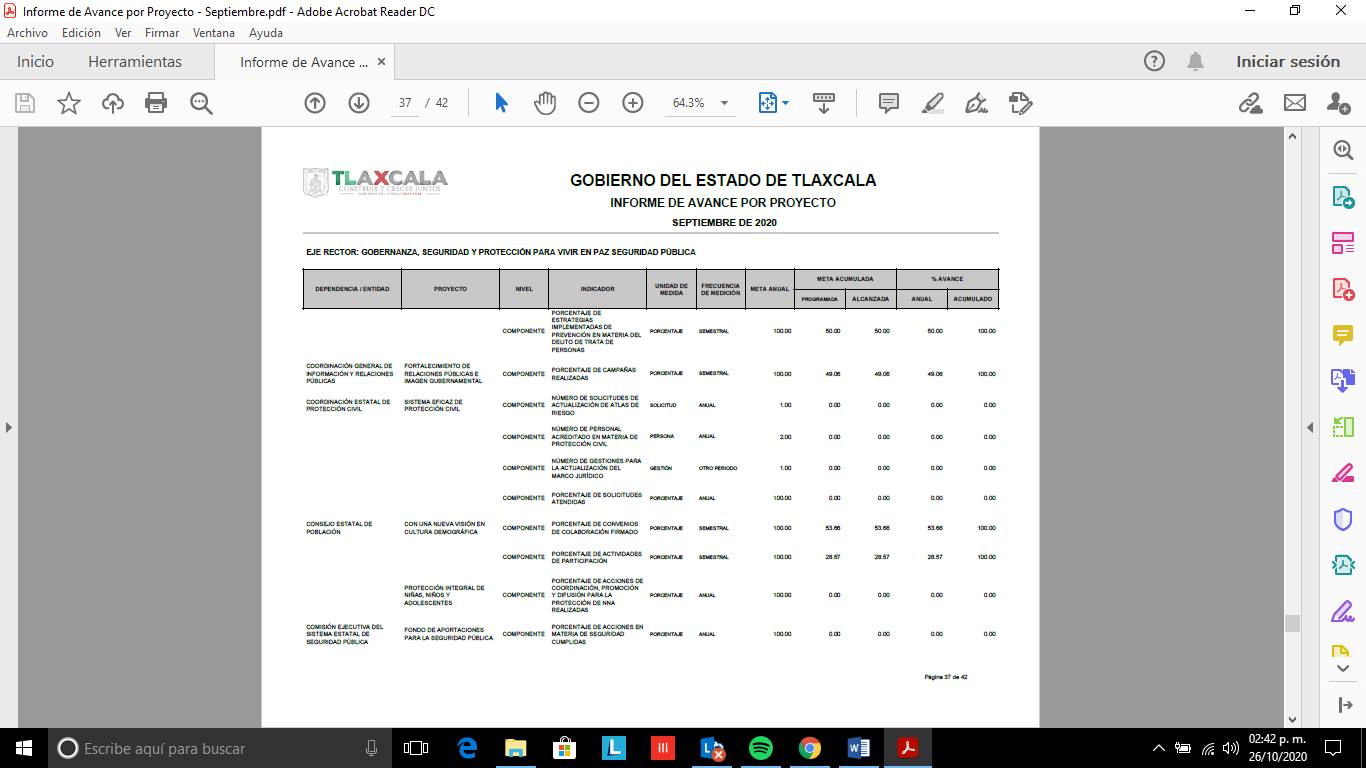 Informe de Avance por Proyecto - Septiembre.pdf - Adobe Acrobat Reader DC
Archivo Edición Ver Firmar Ventana Ayuda
Inicio Herramientas Informe de Avance ... × Iniciar sesión
37 / 42 64.3%
TLAXCALA
CONSTRUIR Y CRECER JUNTOS
GOBIERNO DEL ESTADO DE TLAXCALA
INFORME DE AVANCE POR PROYECTO
SEPTIEMBRE DE 2020
EJE RECTOR: GOBERNANZA, SEGURIDAD Y PROTECCIÓN PARA VIVIR EN PAZ SEGURIDAD PÚBLICA
DEPENDENCIA / ENTIDAD PROYECTO NIVEL INDICADOR UNIDAD DE MEDIDA FRECUENCIA DE MEDICIÓN META ANUAL META ACUMULADA % AVANCE
PROGRAMADA ALCANZADA ANUAL ACUMULADO
COMPONENTE PORCENTAJE DE ESTRATEGIAS IMPLEMENTADAS DE PREVENCIÓN EN MATERIA DEL DELITO DE TRATA DE PERSONAS PORCENTAJE SEMESTRAL 100.00 50.00 50.00 50.00 100.00
COORDINACIÓN GENERAL DE INFORMACIÓN Y RELACIONES PÚBLICAS FORTALECIMIENTO DE RELACIONES PÚBLICAS E IMAGEN GUBERNAMENTAL COMPONENTE PORCENTAJE DE CAMPAÑAS REALIZADAS PORCENTAJE SEMESTRAL 100.00 49.06 49.06 49.06 100.00
COORDINACIÓN ESTATAL DE PROTECCIÓN CIVIL SISTEMA EFICAZ DE PROTECCIÓN CIVIL COMPONENTE NÚMERO DE SOLICITUDES DE ACTUALIZACIÓN DE ATLAS DE RIESGO SOLICITUD ANUAL 1.00 0.00 0.00 0.00 0.00
COMPONENTE NÚMERO DE PERSONAL ACREDITADO EN MATERIA DE PROTECCIÓN CIVIL PERSONA ANUAL 2.00 0.00 0.00 0.00 0.00
COMPONENTE NÚMERO DE GESTIONES PARA LA ACTUALIZACIÓN DEL MARCO JURÍDICO GESTIÓN OTRO PERIODO 1.00 0.00 0.00 0.00 0.00
COMPONENTE PORCENTAJE DE SOLICITUDES ATENDIDAS PORCENTAJE ANUAL 100.00 0.00 0.00 0.00 0.00
CONSEJO ESTATAL DE POBLACIÓN CON UNA NUEVA VISIÓN EN CULTURA DEMOGRÁFICA COMPONENTE PORCENTAJE DE CONVENIOS DE COLABORACIÓN FIRMADO PORCENTAJE SEMESTRAL 100.00 53.66 53.66 53.66 100.00
COMPONENTE PORCENTAJE DE ACTIVIDADES DE PARTICIPACIÓN PORCENTAJE SEMESTRAL 100.00 28.57 28.57 28.57 100.00
PROTECCIÓN INTEGRAL DE NIÑAS, NIÑOS Y ADOLESCENTES COMPONENTE PORCENTAJE DE ACCIONES DE COORDINACIÓN, PROMOCIÓN Y DIFUSIÓN PARA LA PROTECCIÓN DE NNA REALIZADAS PORCENTAJE ANUAL 100.00 0.00 0.00 0.00 0.00
COMISIÓN EJECUTIVA DEL SISTEMA ESTATAL DE SEGURIDAD PÚBLICA FONDO DE APORTACIONES PARA LA SEGURIDAD PÚBLICA COMPONENTE PORCENTAJE DE ACCIONES EN MATERIA DE SEGURIDAD CUMPLIDAS PORCENTAJE ANUAL 100.00 0.00 0.00 0.00 0.00
Página 37 de 42
Escribe aquí para buscar
02:42 p. m.
26/10/2020